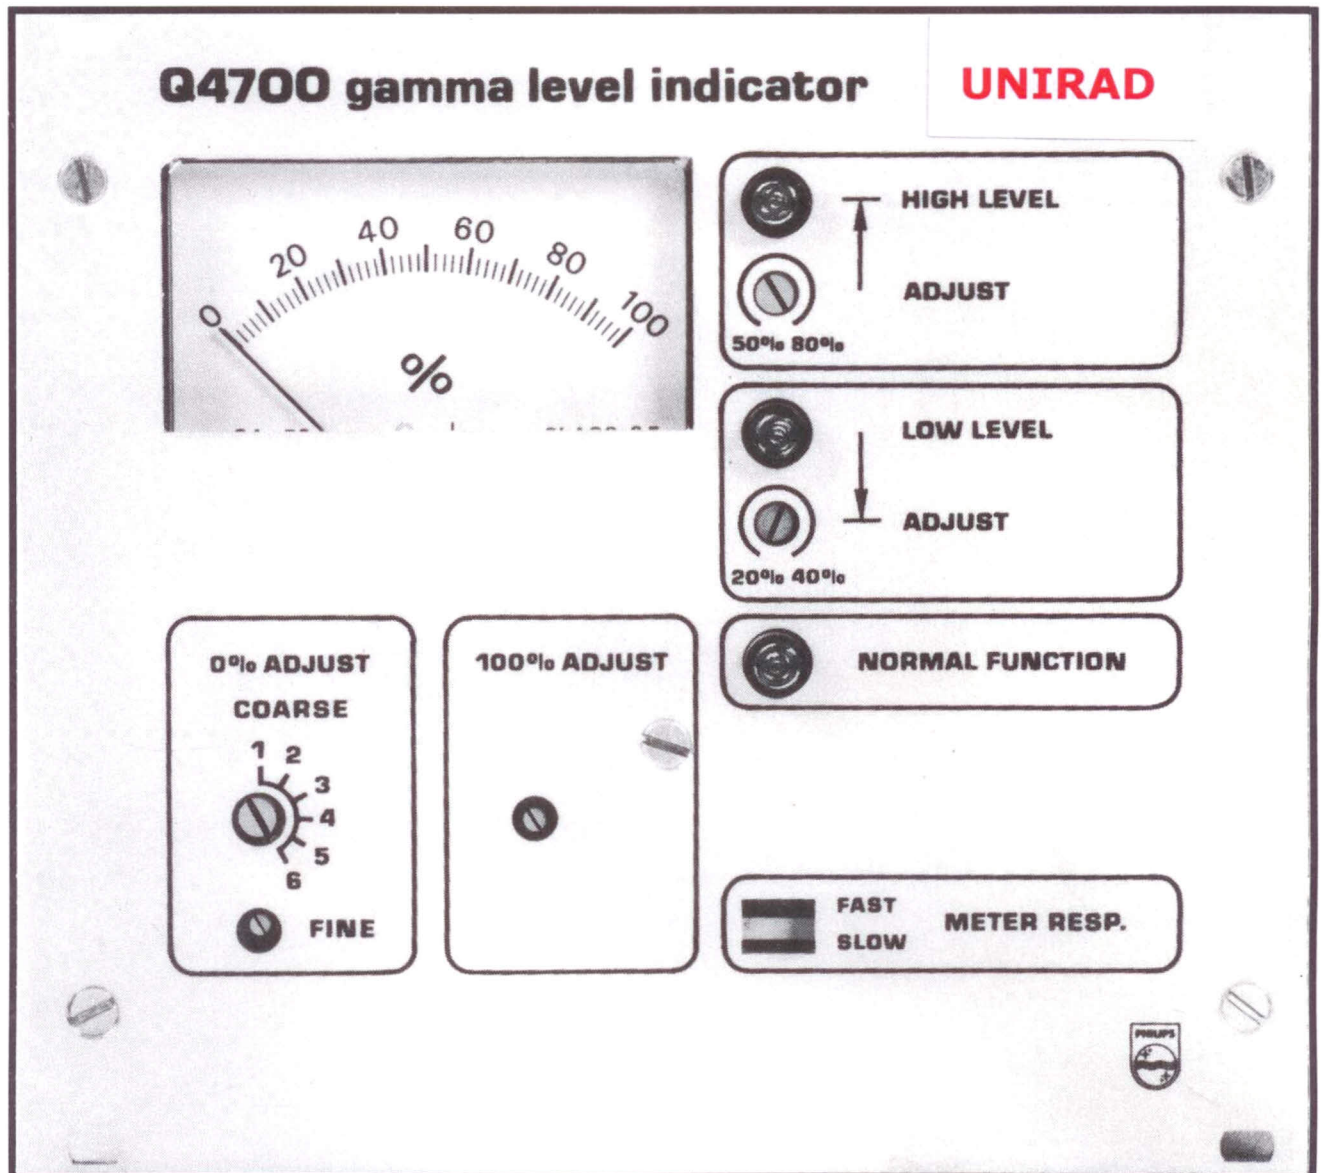 Q4700 gamma level indicator
UNIRAD
0 20 40 60 80 100
%
HIGH LEVEL
ADJUST
50% 80%
LOW LEVEL
ADJUST
20% 40%
NORMAL FUNCTION
0% ADJUST
COARSE
1
2
3
4
5
6
FINE
100% ADJUST
FAST
SLOW
METER RESP.
PHILIPS